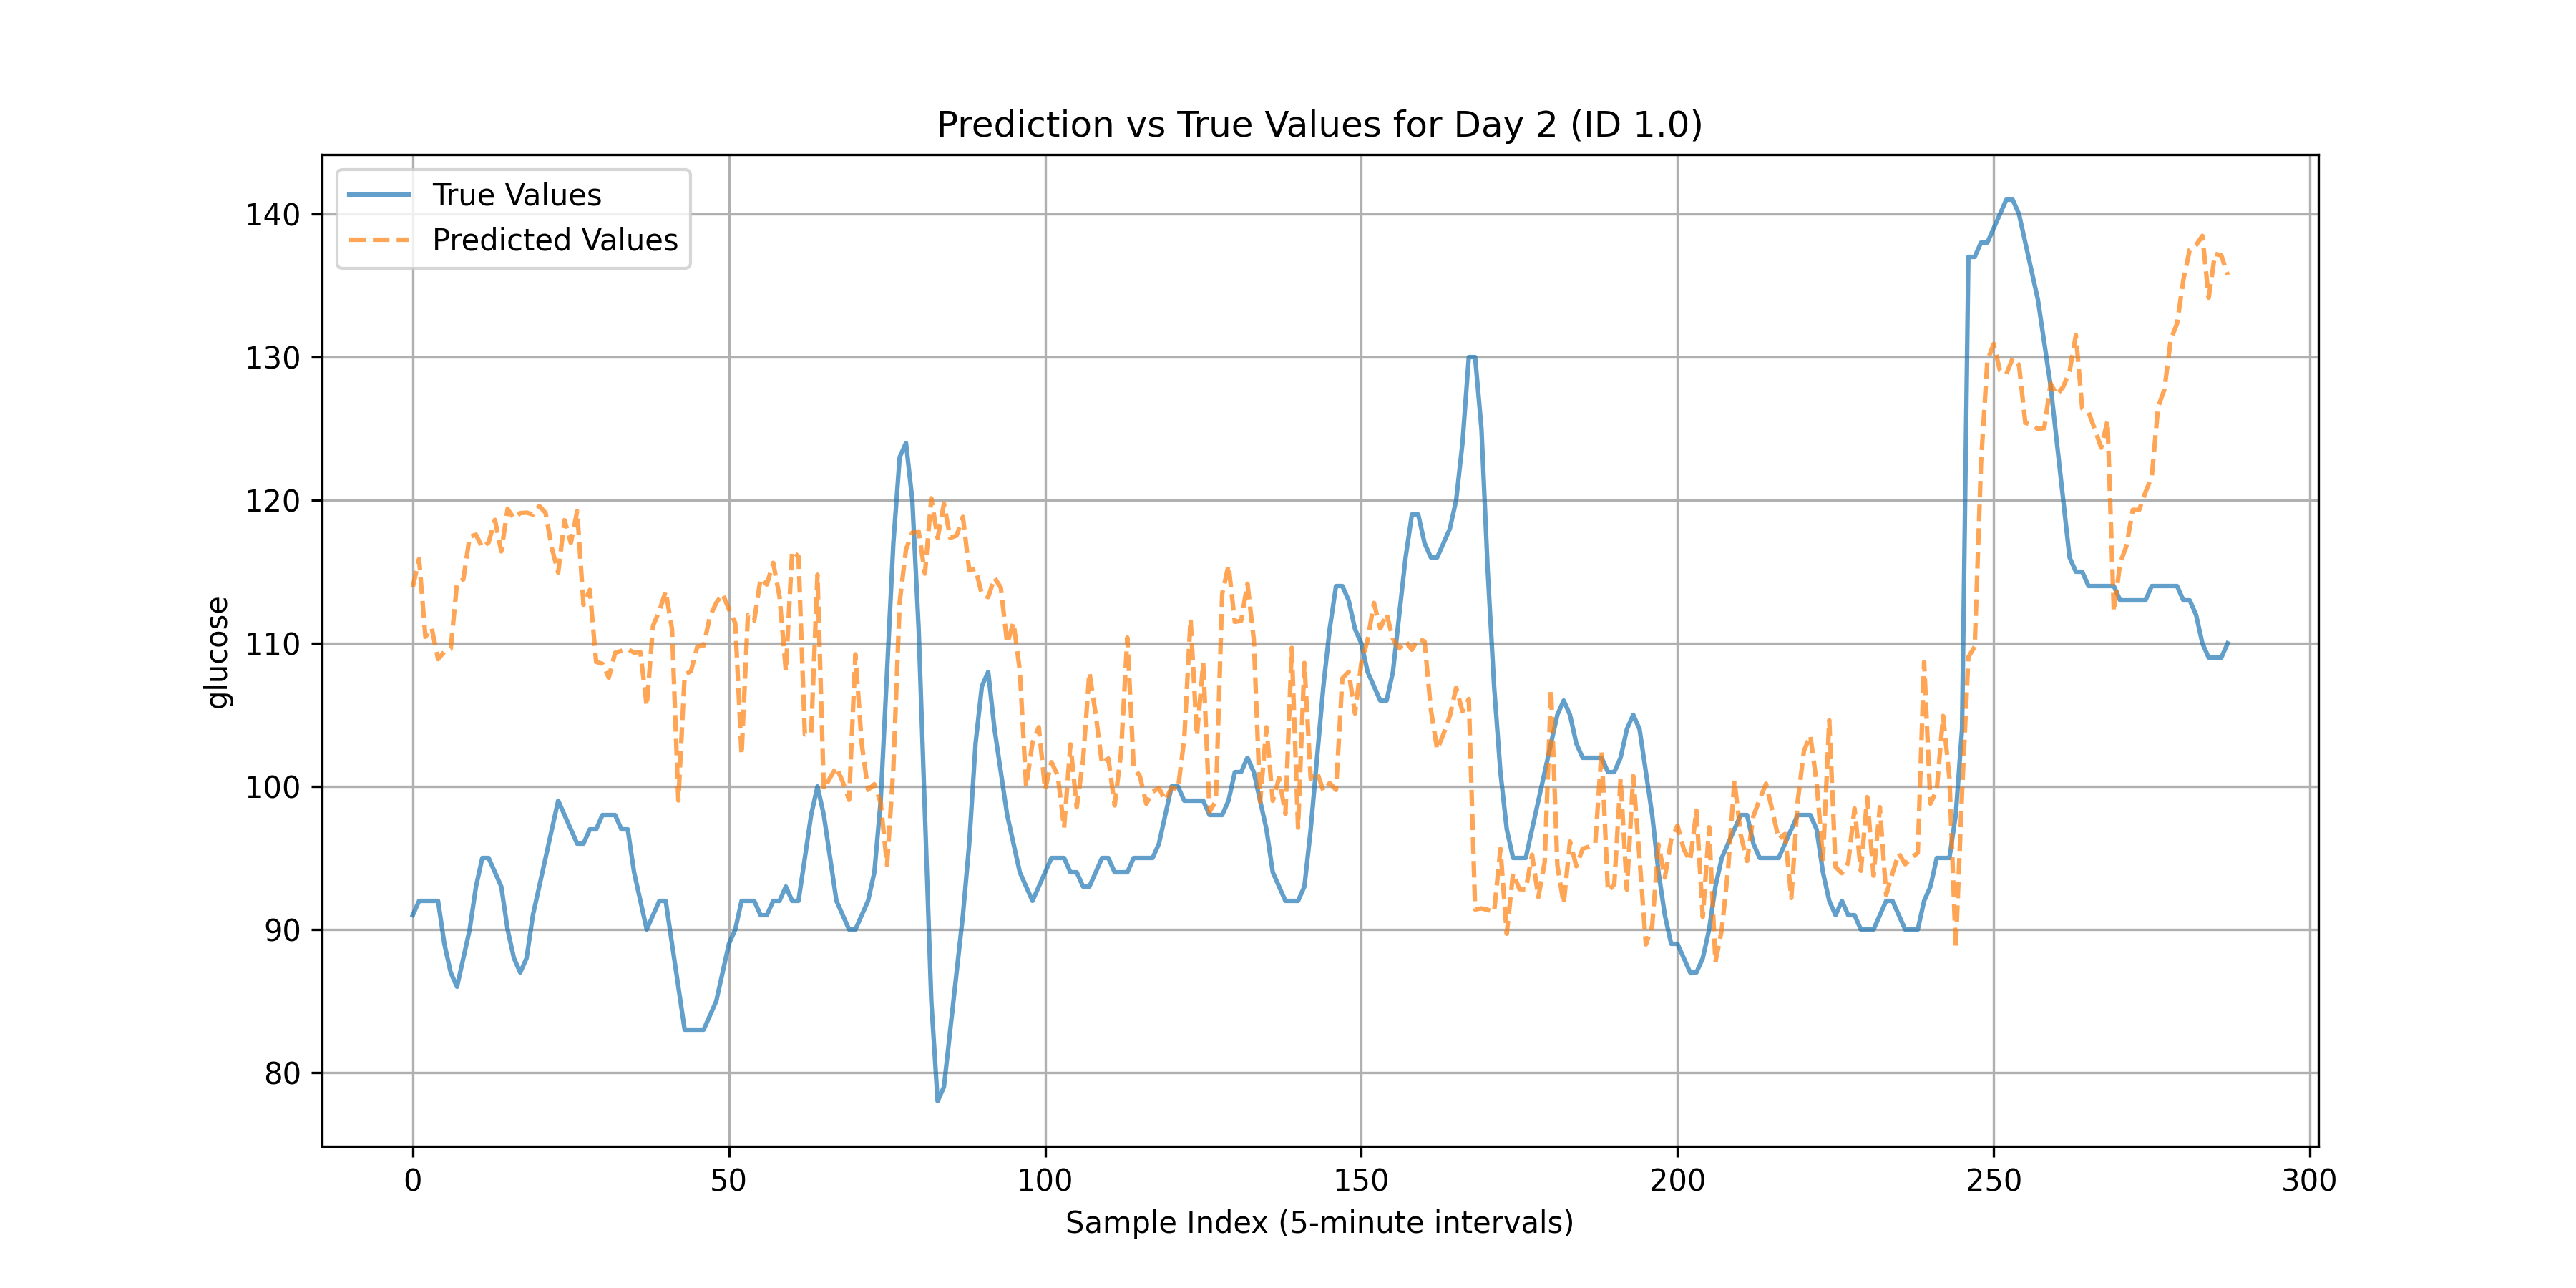 Prediction vs True Values for Day 2 (ID 1.0)
True Values
Predicted Values
140
130
120
110
100
90
80
glucose
0 50 100 150 200 250 300
Sample Index (5-minute intervals)